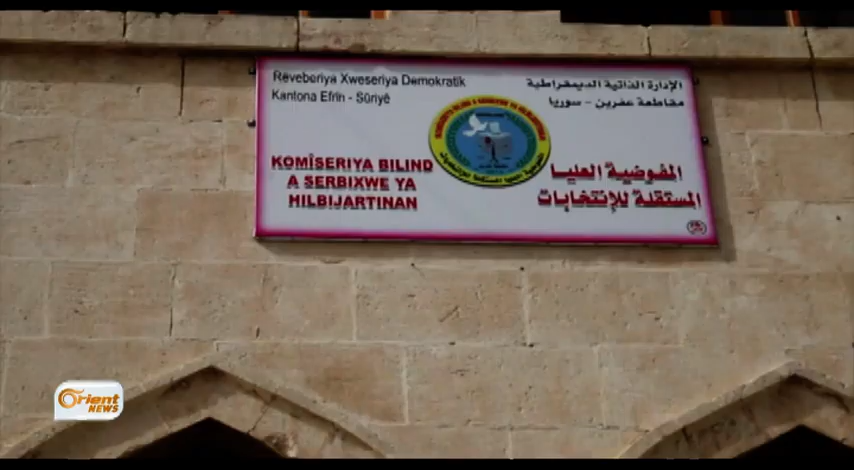 Rêveberiya Xweseriya Demokratîk
Kantona Efrîn - Sûriyê
الإدارة الذاتية الديمقراطية
مقاطعة عفرين - سوريا
KOMÎSERIYA BILIND
A SERBIXWE YA
HILBIJARTINAN
المفوضية العليا
المستقلة للإنتخابات
Orient
NEWS